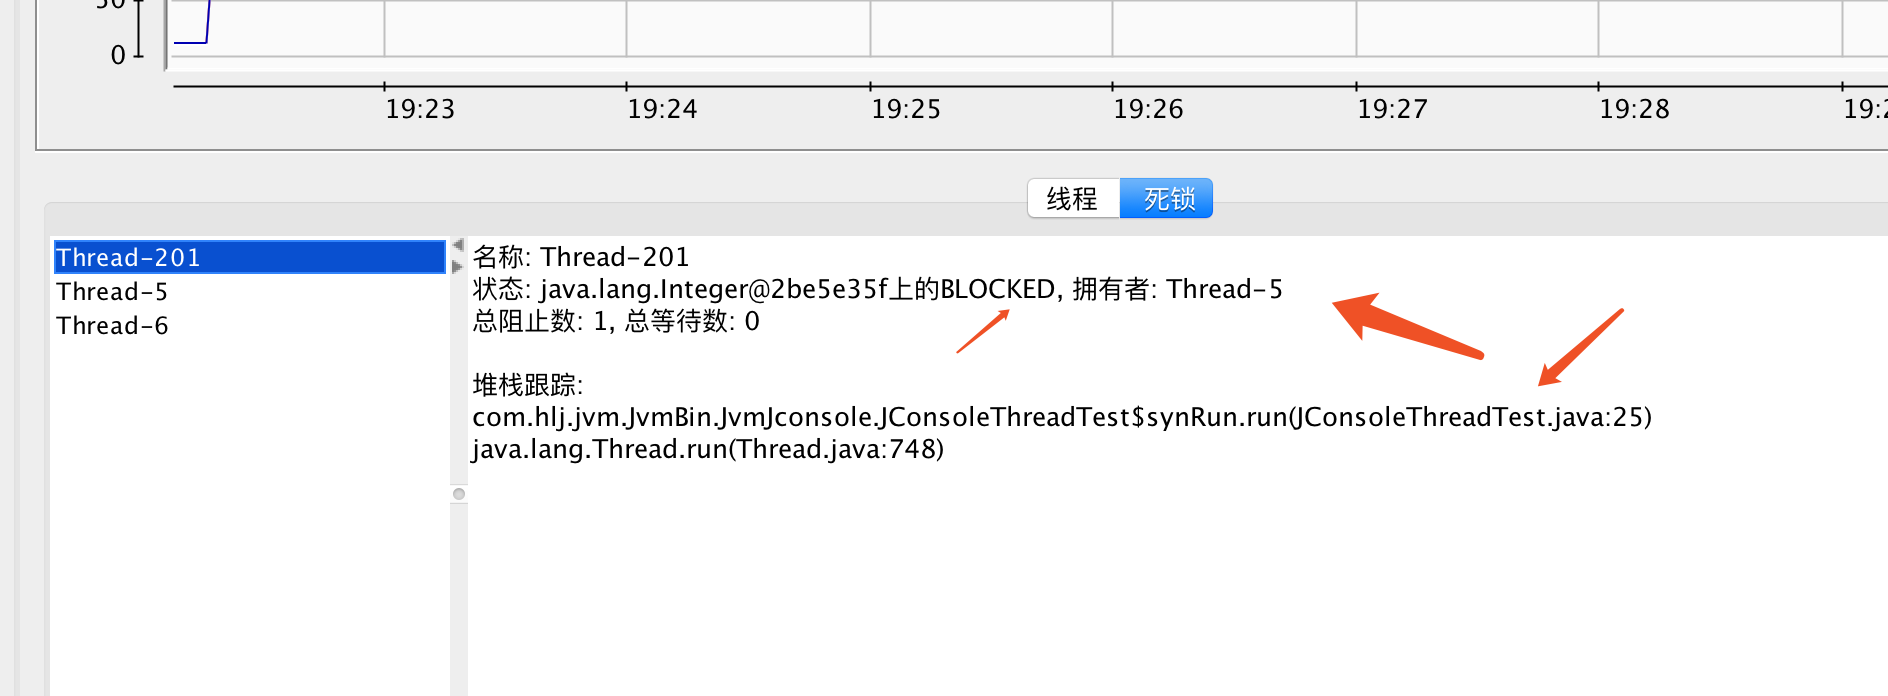 0
19:23 19:24 19:25 19:26 19:27 19:28
线程 死锁
Thread-201
Thread-5
Thread-6
名称: Thread-201
状态: java.lang.Integer@2be5e35f上的BLOCKED, 拥有者: Thread-5
总阻止数: 1, 总等待数: 0
堆栈跟踪:
com.hlj.jvm.JvmBin.JvmJconsole.JConsoleThreadTest$synRun.run(JConsoleThreadTest.java:25)
java.lang.Thread.run(Thread.java:748)